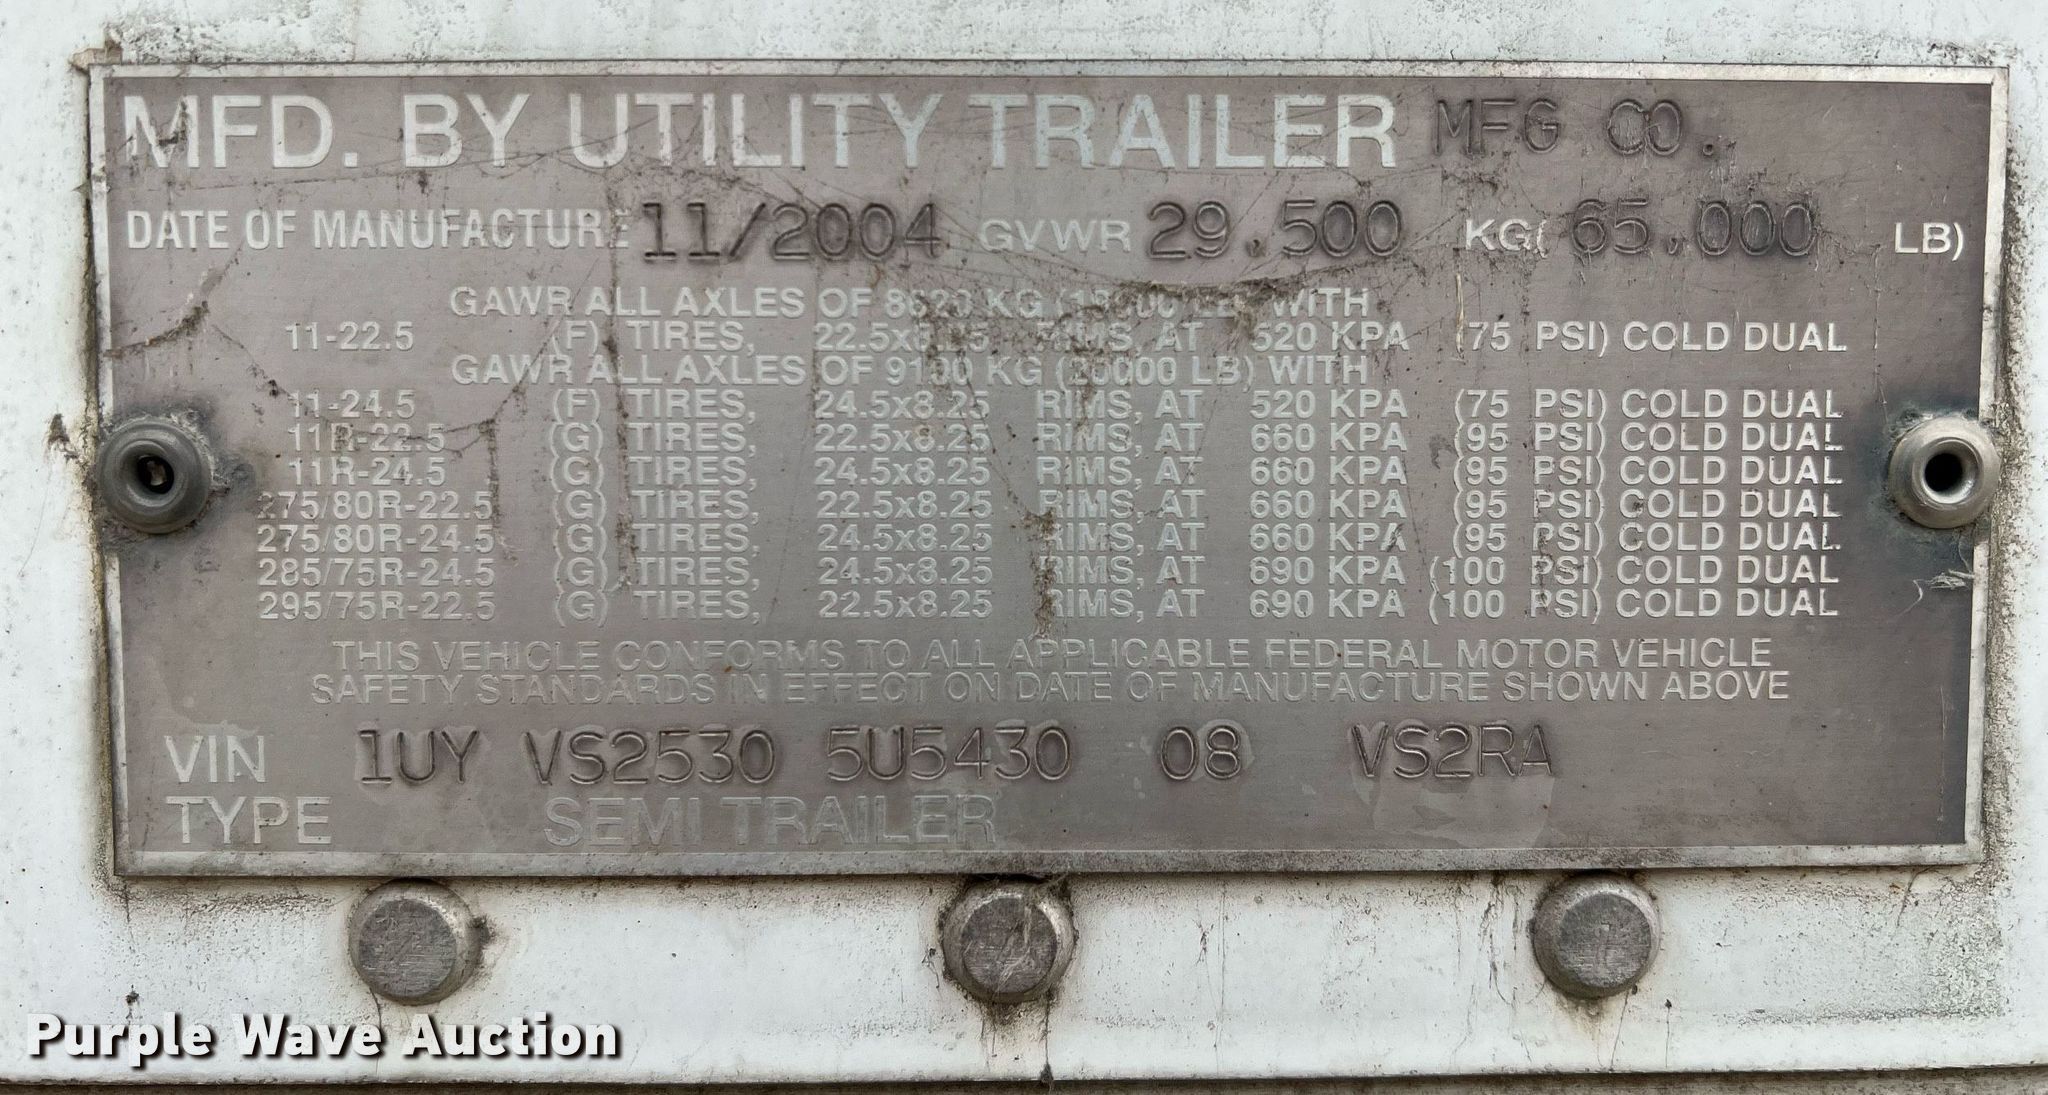 MFD. BY UTILITY TRAILER MFG CO.
DATE OF MANUFACTURE 11/2004 GVWR 29.500 KG( 65.000 LB)
GAWR ALL AXLES OF 8620 KG (19000 LB) WITH
11-22.5 (F) TIRES, 22.5x8.25 RIMS, AT 520 KPA (75 PSI) COLD DUAL
GAWR ALL AXLES OF 9100 KG (20000 LB) WITH
11-24.5 (F) TIRES, 24.5x8.25 RIMS, AT 520 KPA (75 PSI) COLD DUAL
11R-22.5 (G) TIRES, 22.5x8.25 RIMS, AT 660 KPA (95 PSI) COLD DUAL
11R-24.5 (G) TIRES, 24.5x8.25 RIMS, AT 660 KPA (95 PSI) COLD DUAL
275/80R-22.5 (G) TIRES, 22.5x8.25 RIMS, AT 660 KPA (95 PSI) COLD DUAL
275/80R-24.5 (G) TIRES, 24.5x8.25 RIMS, AT 660 KPA (95 PSI) COLD DUAL
285/75R-24.5 (G) TIRES, 24.5x8.25 RIMS, AT 690 KPA (100 PSI) COLD DUAL
295/75R-22.5 (G) TIRES, 22.5x8.25 RIMS, AT 690 KPA (100 PSI) COLD DUAL
THIS VEHICLE CONFORMS TO ALL APPLICABLE FEDERAL MOTOR VEHICLE
SAFETY STANDARDS IN EFFECT ON DATE OF MANUFACTURE SHOWN ABOVE
VIN 1UY VS2530 5U5430 08 VS2RA
TYPE SEMI TRAILER
Purple Wave Auction